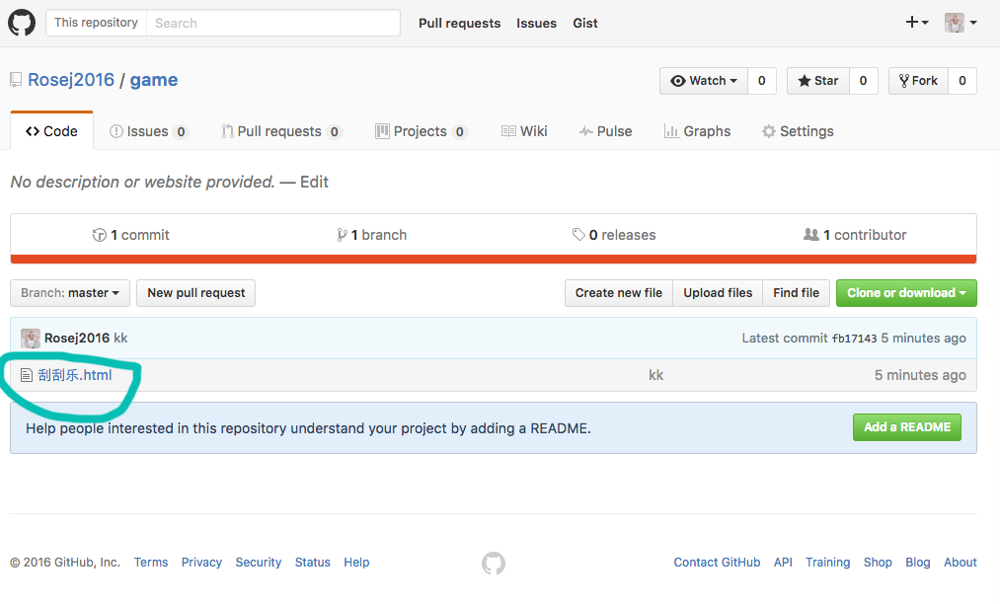 This repository Search Pull requests Issues Gist
Rosej2016 / game Watch 0 Star 0 Fork 0
Code Issues 0 Pull requests 0 Projects 0 Wiki Pulse Graphs Settings
No description or website provided. — Edit
1 commit 1 branch 0 releases 1 contributor
Branch: master New pull request Create new file Upload files Find file Clone or download
Rosej2016 kk Latest commit fb17143 5 minutes ago
刮刮乐.html kk 5 minutes ago
Help people interested in this repository understand your project by adding a README. Add a README
© 2016 GitHub, Inc. Terms Privacy Security Status Help Contact GitHub API Training Shop Blog About